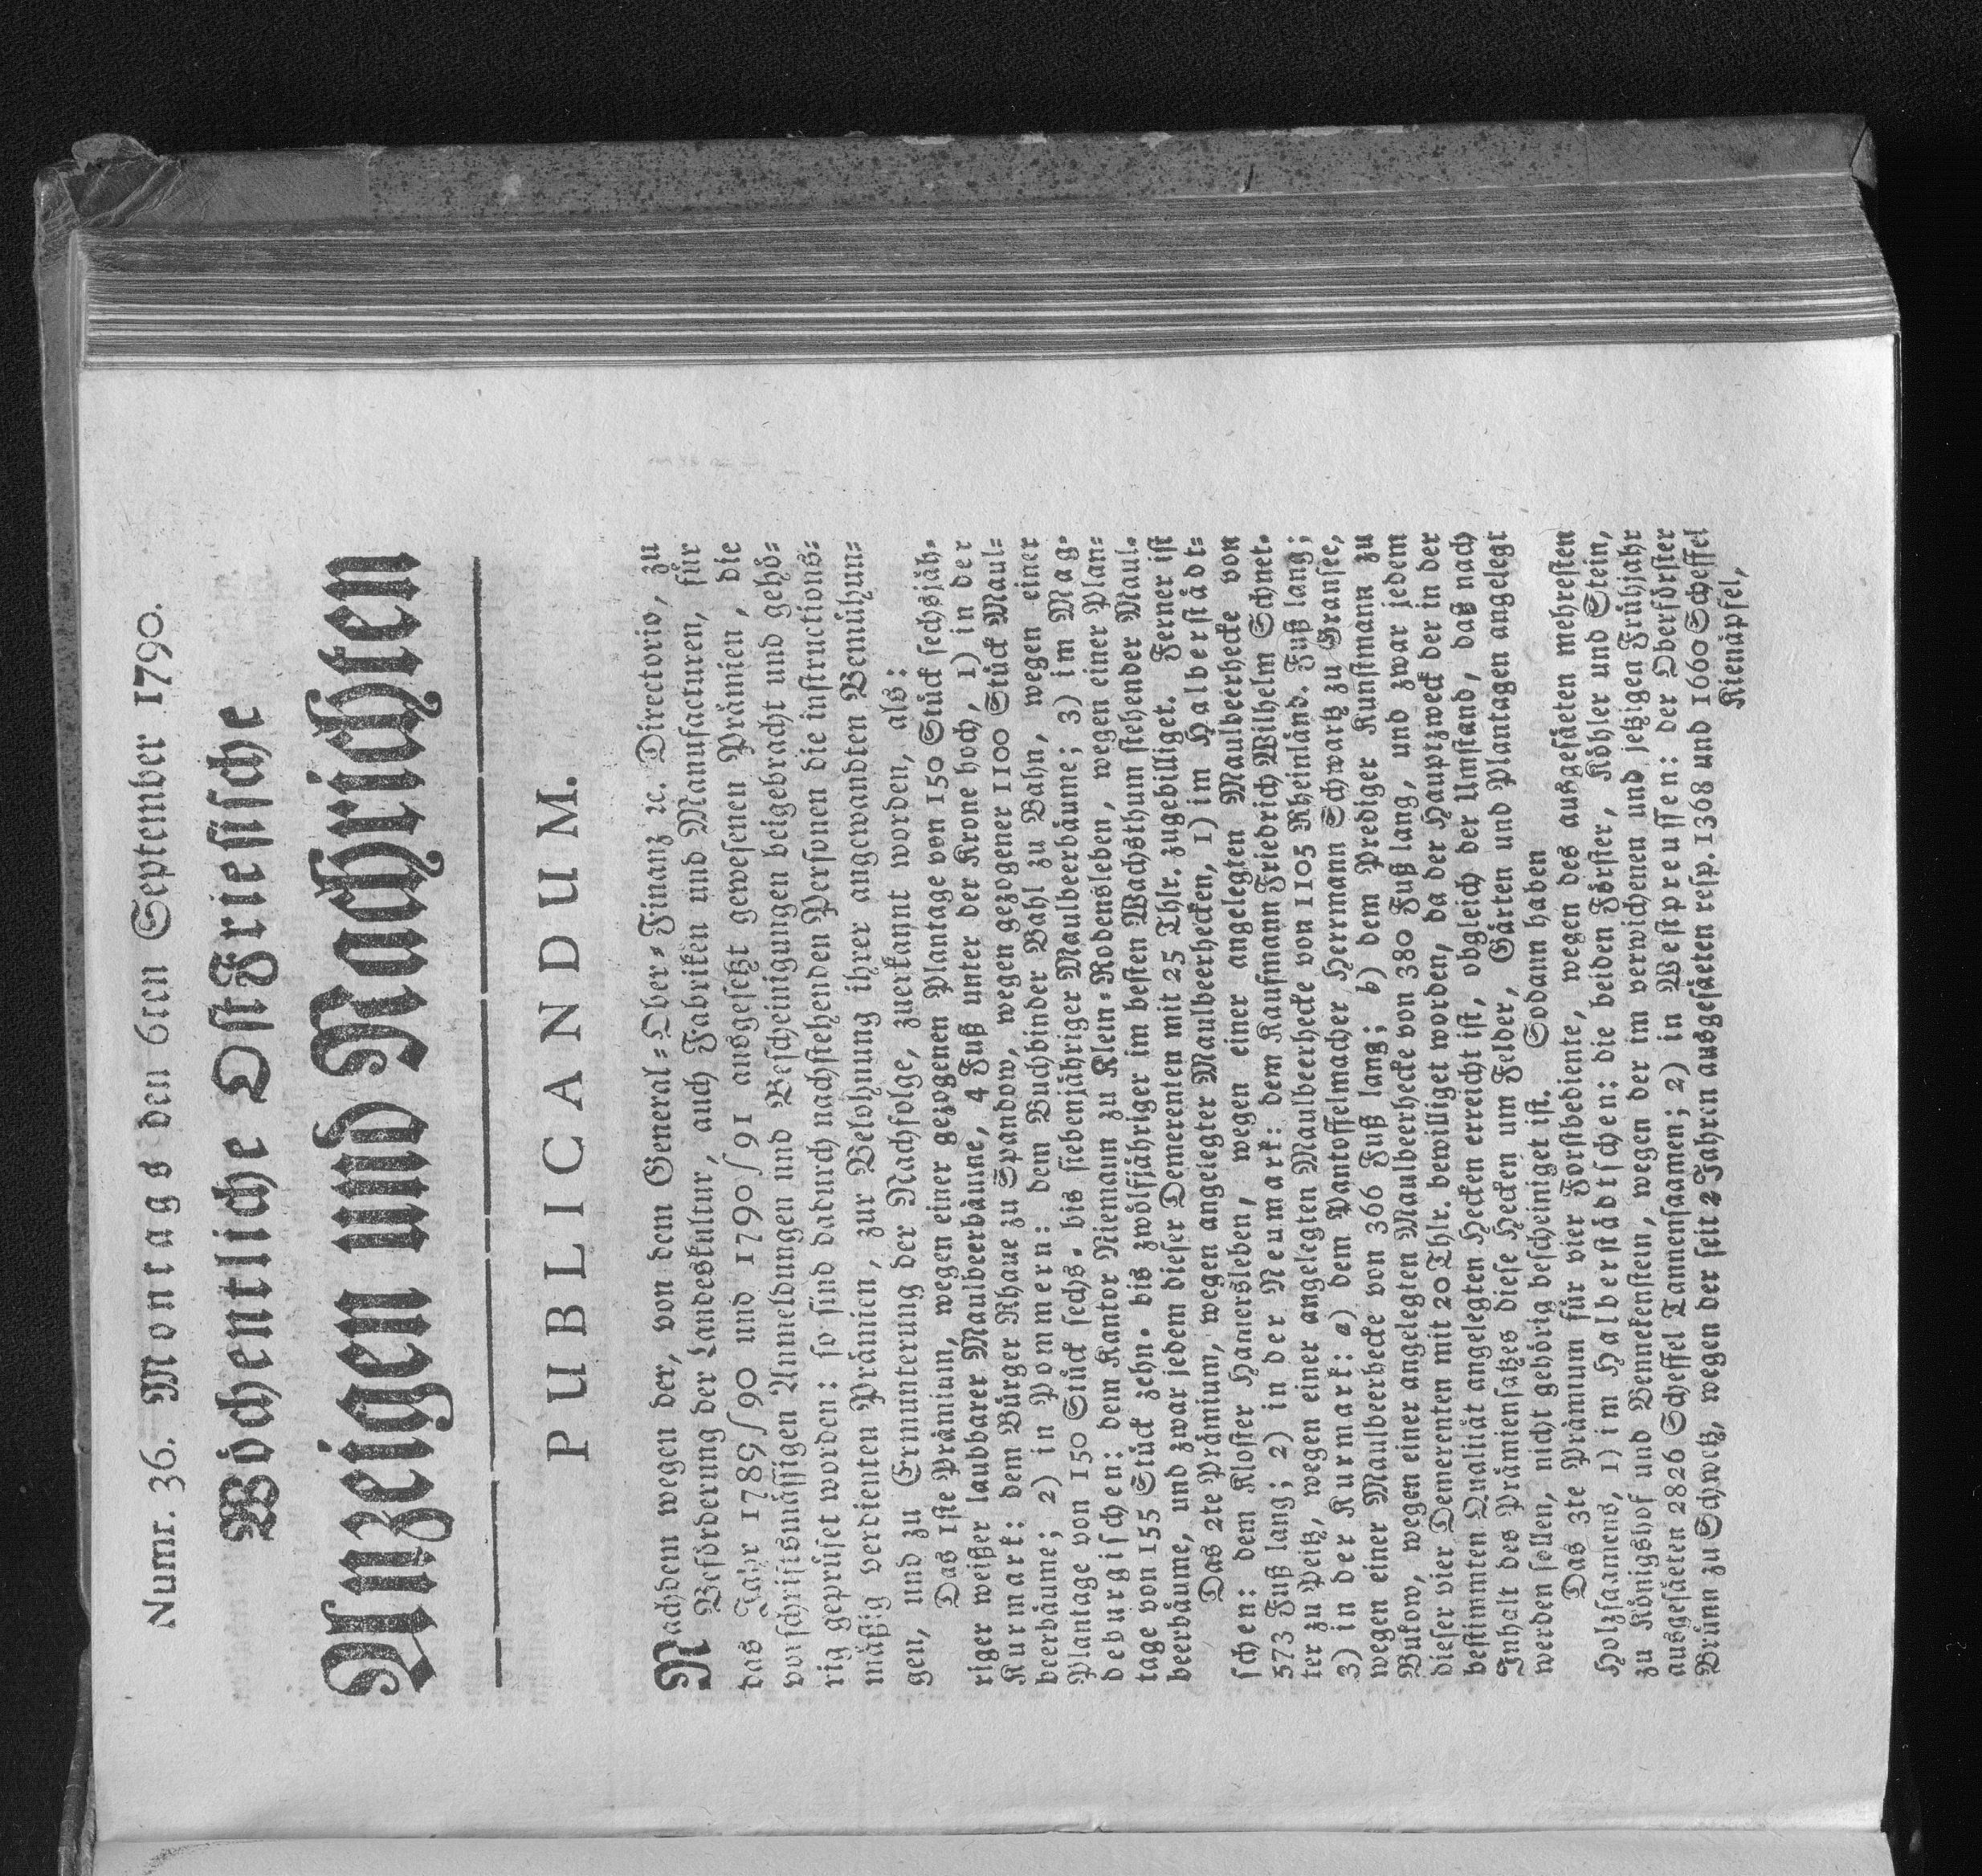 Numr. 36. Montags den 6ten September 1790.
Wöchentliche Ostfriesische
Anzeigen und Nachrichten
PUBLICANDUM.
Nachdem wegen der, von dem General=Ober=Finanz ꝛc. Directorio, zu
Beförderung der Landeskultur, auch Fabriken und Manufacturen, für
das Jahr 1789/90 und 1790/91 ausgesetzt gewesenen Prämien, die
vorschriftsmässigen Anmeldungen und Bescheinigungen beigebracht und gehö=
rig geprüfet worden: so sind dadurch nachstehenden Personen die instructions=
mäßig verdienten Prämien, zur Belohnung ihrer angewandten Bemühun=
gen, und zu Ermunterung der Nachfolge, zuerkannt worden, als:
Das 1ste Prämium, wegen einer gezogenen Plantage von 150 Stück sechsjäh=
riger weißer laubbarer Maulbeerbäume, 4 Fuß unter der Krone hoch, 1) in der
Kurmark: dem Bürger Rhaue zu Spandow, wegen gezogener 1100 Stück Maul=
beerbäume; 2) in Pommern: dem Buchbinder Bahl zu Bahn, wegen einer
Plantage von 150 Stück sechs= bis siebenjähriger Maulbeerbäume; 3) im Mag=
deburgischen: dem Kantor Niemann zu Klein=Rodensleben, wegen einer Plan=
tage von 155 Stück zehn= bis zwölfjähriger im besten Wachsthum stehender Maul=
beerbäume, und zwar jedem dieser Demerenten mit 25 Thlr. zugebilliget. Ferner ist
Das 2te Prämium, wegen angelegter Maulbeerhecken, 1) im Halberstädt=
schen: dem Kloster Hamersleben, wegen einer angelegten Maulbeerhecke von
573 Fuß lang; 2) in der Neumark: dem Kaufmann Friedrich Wilhelm Schnet=
ter zu Peitz, wegen einer angelegten Maulbeerhecke von 1105 Rheinländ. Fuß lang;
3) in der Kurmark: a) dem Pantoffelmacher Herrmann Schwartz zu Gransee,
wegen einer Maulbeerhecke von 366 Fuß lang; b) dem Prediger Kunstmann zu
Bukow, wegen einer angelegten Maulbeerhecke von 380 Fuß lang, und zwar jedem
dieser vier Demerenten mit 20 Thlr. bewilliget worden, da der Hauptzweck der in der
bestimmten Qualität angelegten Hecken erreicht ist, obgleich der Umstand, daß nach
Inhalt des Prämiensatzes diese Hecken um Felder, Gärten und Plantagen angelegt
werden sollen, nicht gehörig bescheiniget ist. Sodann haben
Das 3te Prämium für vier Forstbediente, wegen des ausgesäeten mehresten
Holzsamens, 1) im Halberstädtschen: die beiden Förster, Köhler und Stein,
zu Königshof und Bennekenstein, wegen der im verwichenen und jetzigen Frühjahr
ausgesäeten 2826 Scheffel Tannensaamen; 2) in Westpreussen: der Oberförster
Brünn zu Schwetz, wegen der seit 2 Jahren ausgesäeten resp. 1368 und 1660 Scheffel
Kienäpfel,